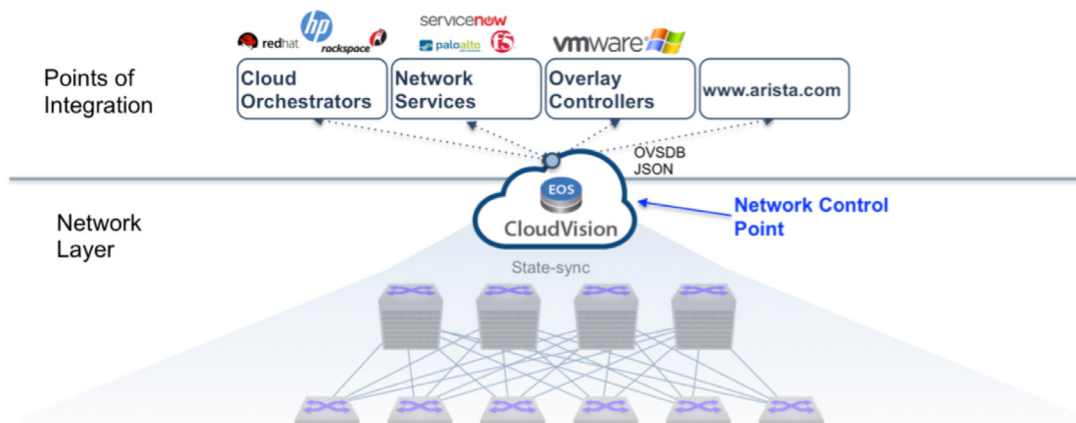 redhat
hp
rackspace
servicenow
paloalto
f5
vmware
Points of
Integration
Cloud
Orchestrators
Network
Services
Overlay
Controllers
www.arista.com
OVSDB
JSON
EOS
CloudVision
Network Control
Point
Network
Layer
State-sync